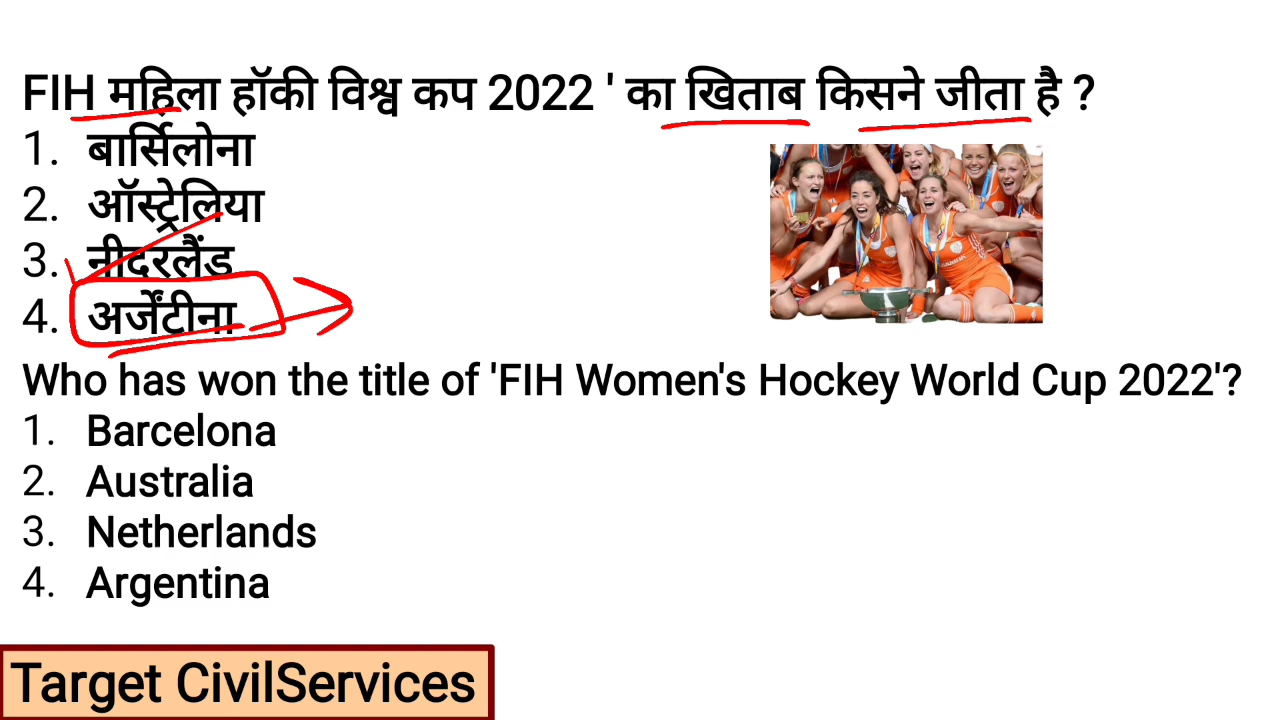 FIH महिला हॉकी विश्व कप 2022 ' का खिताब किसने जीता है ?
1. बार्सिलोना
2. ऑस्ट्रेलिया
3. नीदरलैंड
4. अर्जेंटीना
Who has won the title of 'FIH Women's Hockey World Cup 2022'?
1. Barcelona
2. Australia
3. Netherlands
4. Argentina
Target CivilServices